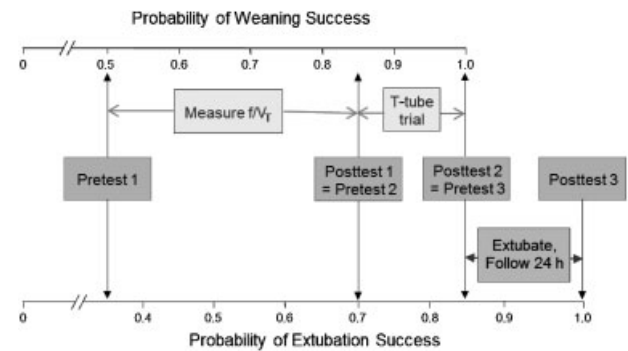 Probability of Weaning Success
0 0.5 0.6 0.7 0.8 0.9 1.0
Measure f/VT
T-tube
trial
Pretest 1
Posttest 1
= Pretest 2
Posttest 2
= Pretest 3
Posttest 3
Extubate,
Follow 24 h
0 0.4 0.5 0.6 0.7 0.8 0.9 1.0
Probability of Extubation Success